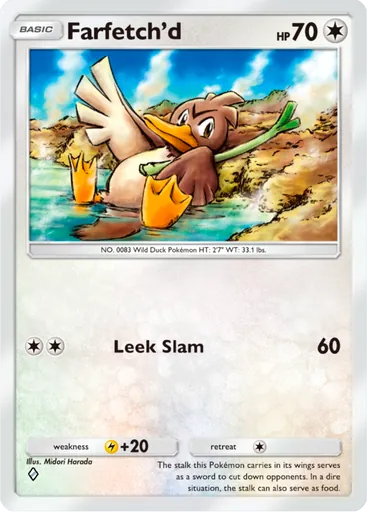 BASIC Farfetch'd HP 70
NO. 0083 Wild Duck Pokémon HT: 2'7" WT: 33.1 lbs.
Leek Slam 60
weakness +20 retreat
Illus. Midori Harada
The stalk this Pokémon carries in its wings serves
as a sword to cut down opponents. In a dire
situation, the stalk can also serve as food.